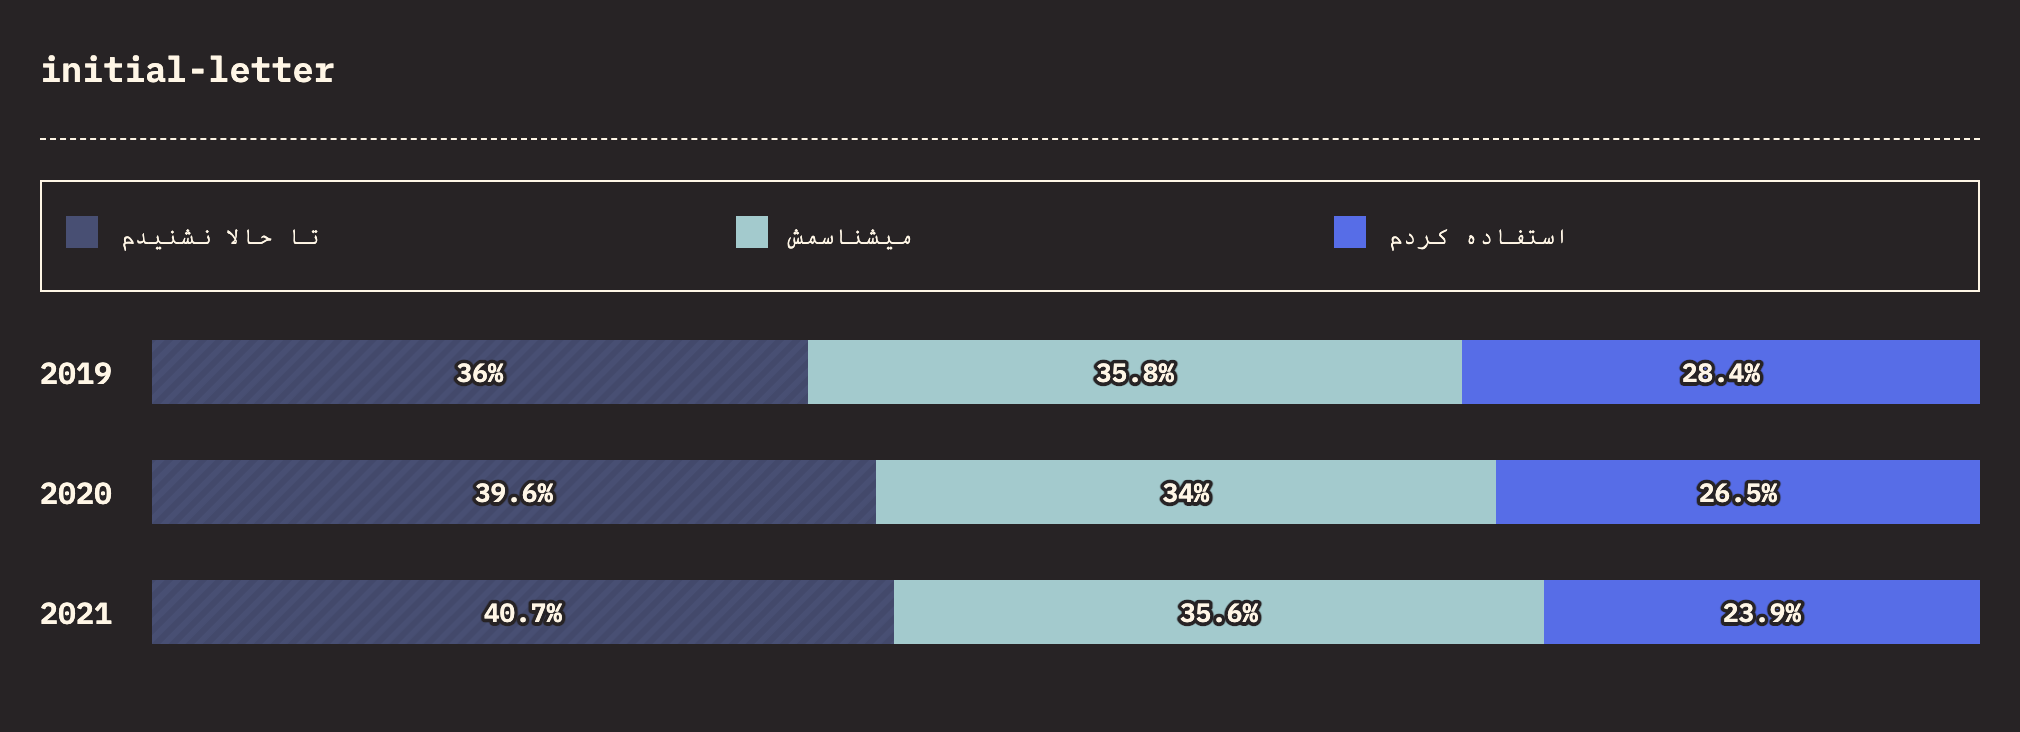 initial-letter
تا حالا نشنیدم میشناسمش استفاده کردم
2019 36% 35.8% 28.4%
2020 39.6% 34% 26.5%
2021 40.7% 35.6% 23.9%